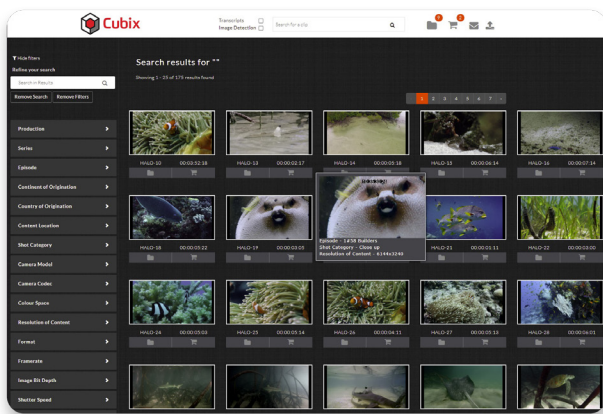 Cubix
Transcripts
Image Detection
Search for a clip
Hide filters
Refine your search
Search in Results
Remove Search
Remove Filters
Production
Series
Episode
Continent of Origination
Country of Origination
Content Location
Shot Category
Camera Model
Camera Codec
Colour Space
Resolution of Content
Format
Framerate
Image Bit Depth
Shutter Speed
Search results for ""
Showing 1 - 25 of 175 results found
1 2 3 4 5 6 7
HALO-10 00:03:52:18
HALO-13 00:00:02:17
HALO-14 00:00:05:18
HALO-15 00:00:06:14
HALO-16 00:00:07:14
HALO-18 00:00:05:22
HALO-19 00:00:03:05
HALO-21 00:00:01:11
HALO-22 00:00:03:00
Episode - 1#58 Builders
Shot Category - Close up
Resolution of Content - 6144x3240
HALO-24 00:00:05:03
HALO-25 00:00:05:14
HALO-26 00:00:04:11
HALO-27 00:00:05:13
HALO-28 00:00:06:01